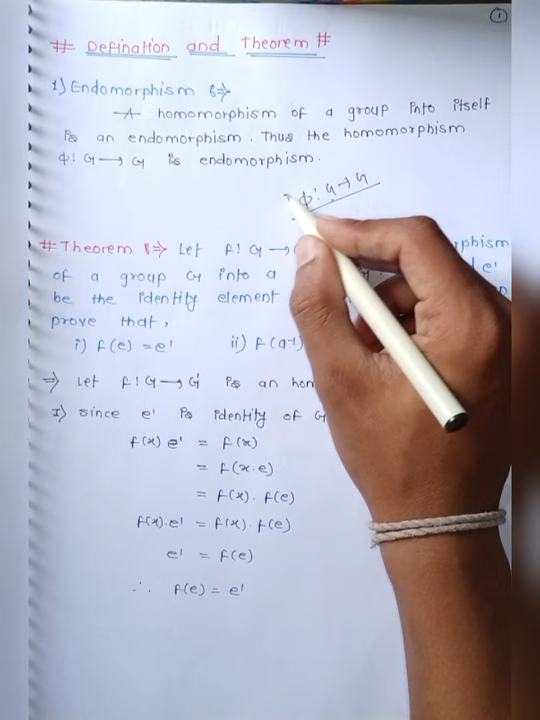 ①
# Defination and Theorem #
1) Endomorphism :⇒
A homomorphism of a group into itself
is an endomorphism. Thus the homomorphism
ϕ: G → G is endomorphism.
ϕ: G → G
# Theorem :⇒ Let f: G →
of a group G into a
be the identity element
prove that,
i) f(e) = e' ii) f(a⁻¹)
⇒ Let f: G → G' is an
I) since e' is identity of
f(x) e' = f(x)
= f(x·e)
= f(x). f(e)
f(x).e' = f(x). f(e)
e' = f(e)
∴ f(e) = e'